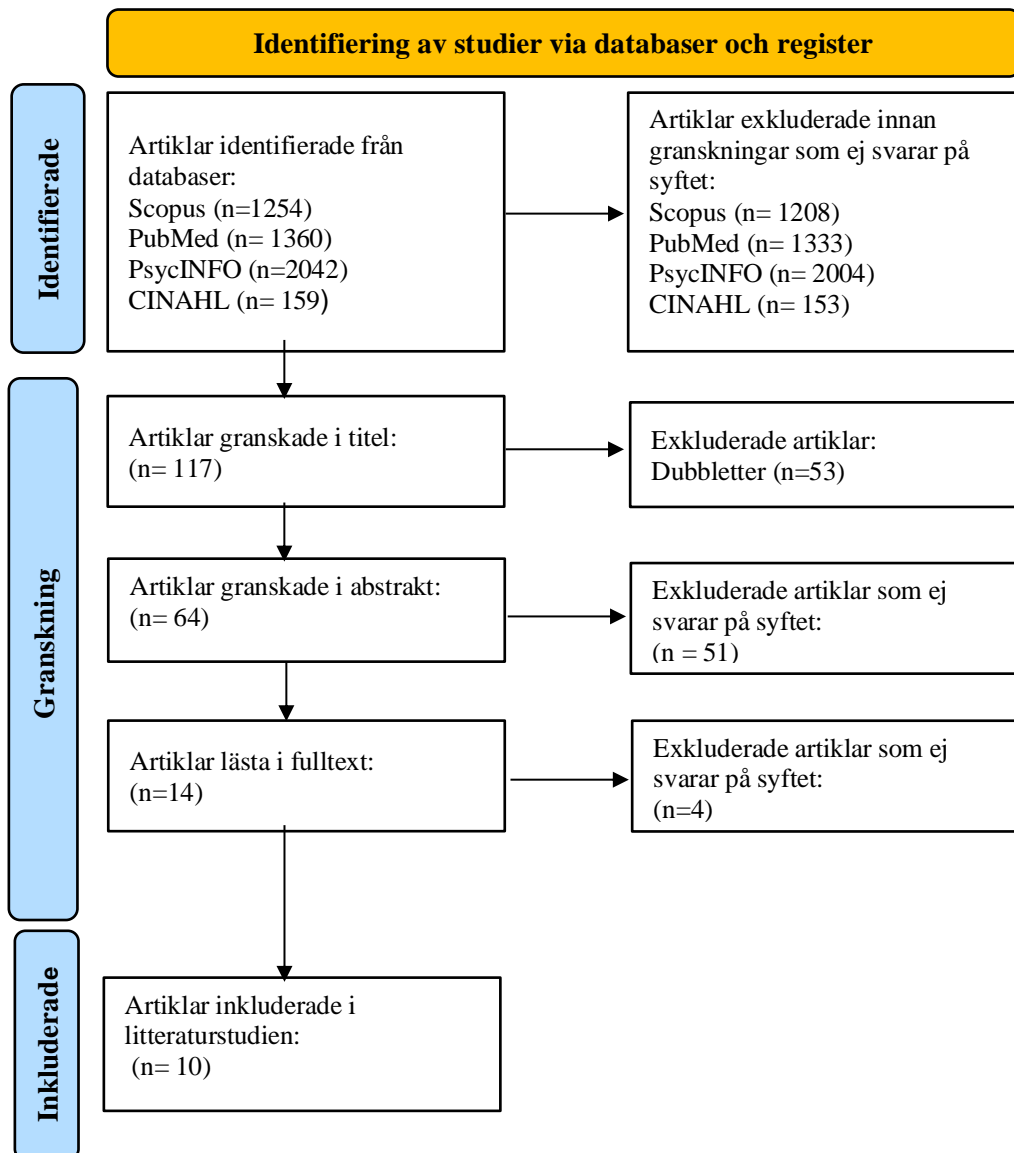 Identifiering av studier via databaser och register
Identifierade
Artiklar identifierade från
databaser:
Scopus (n=1254)
PubMed (n= 1360)
PsycINFO (n=2042)
CINAHL (n= 159)
Artiklar exkluderade innan
granskningar som ej svarar på
syftet:
Scopus (n= 1208)
PubMed (n= 1333)
PsycINFO (n= 2004)
CINAHL (n= 153)
Granskning
Artiklar granskade i titel:
(n= 117)
Exkluderade artiklar:
Dubbletter (n=53)
Artiklar granskade i abstrakt:
(n= 64)
Exkluderade artiklar som ej
svarar på syftet:
(n = 51)
Artiklar lästa i fulltext:
(n=14)
Exkluderade artiklar som ej
svarar på syftet:
(n=4)
Inkluderade
Artiklar inkluderade i
litteraturstudien:
(n= 10)